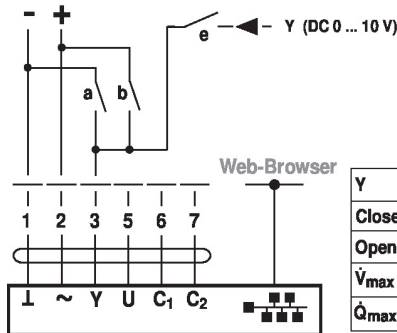 - +
Y (DC 0 ... 10 V)
e
a b
Web-Browser
1 2 3 5 6 7
⊥ ~ Y U C1 C2
Y
Close
Open
V̇max
Q̇max